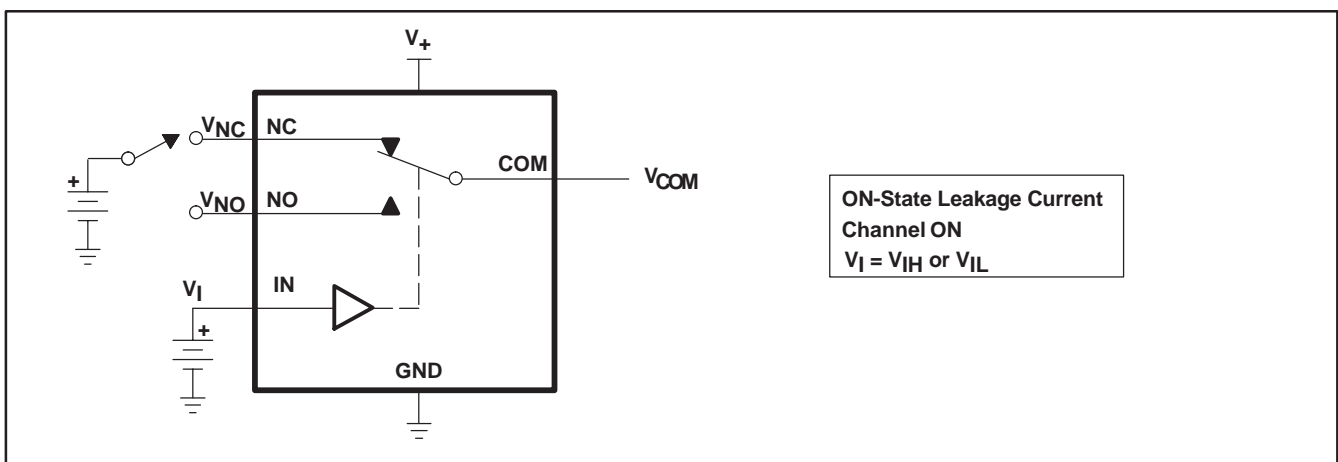 V+
VNC NC
COM
VCOM
+
VNO NO
ON-State Leakage Current
Channel ON
VI = VIH or VIL
VI IN
+
GND